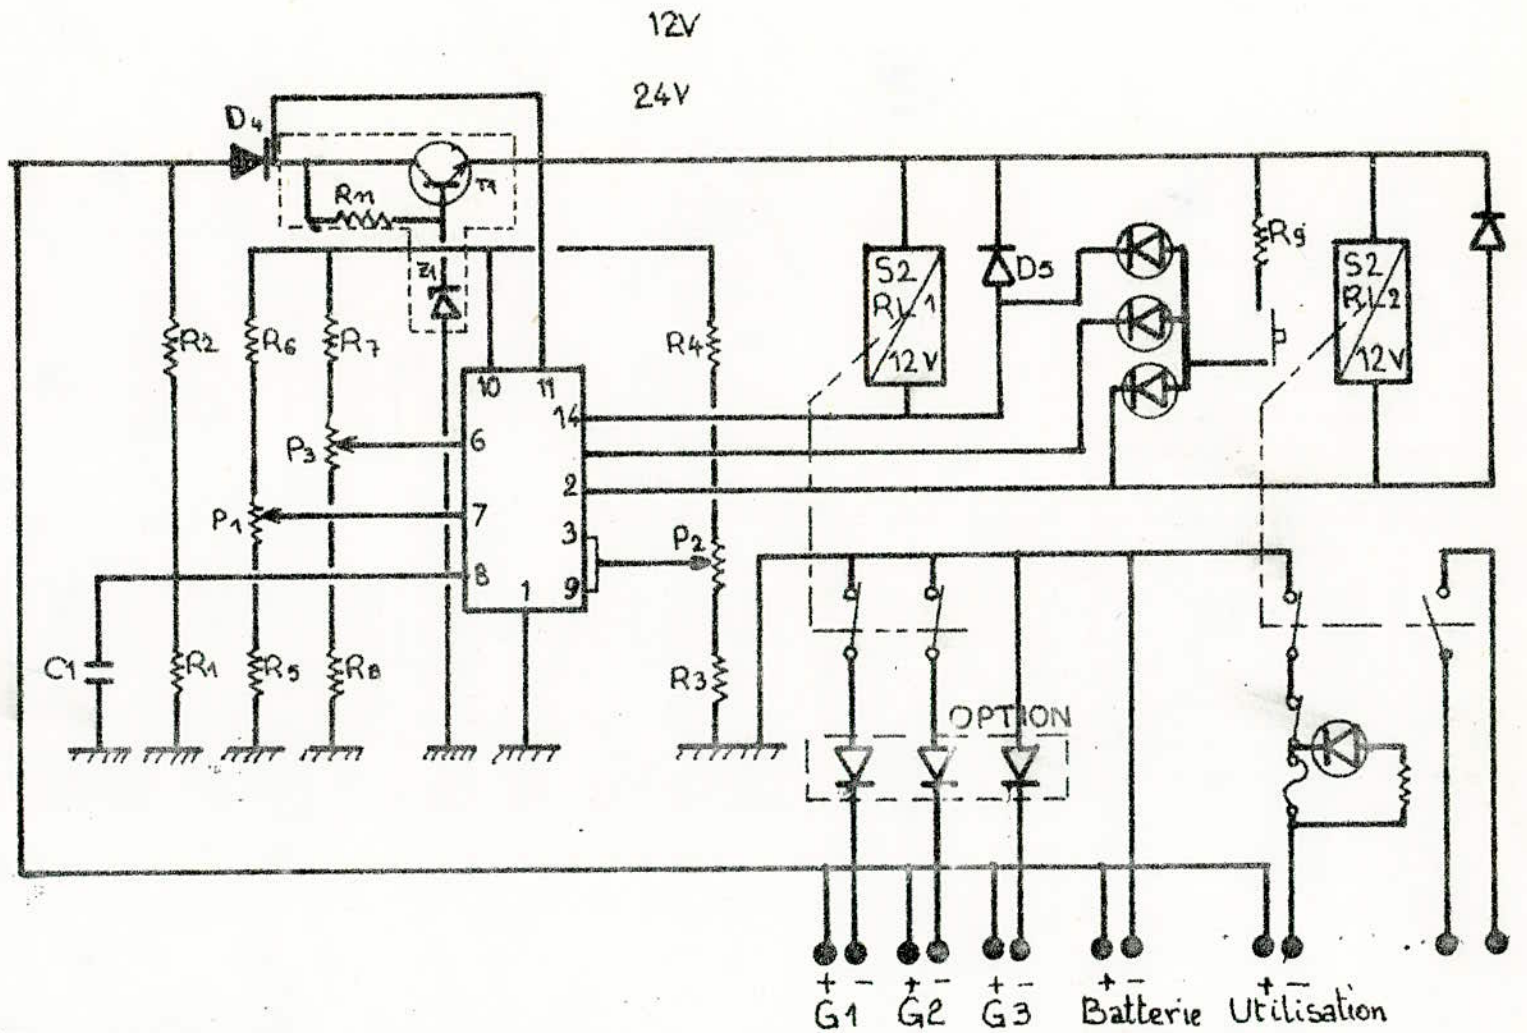 12V
24V
D4
T1
R11
Z1
R2
R6
R7
R4
S2
RL1
12V
D5
R9
S2
RL2
12V
10
11
14
P3
6
2
P1
7
3
P2
8
1
9
C1
R1
R5
R8
R3
OPTION
+ - + - + - + - + -
G1 G2 G3 Batterie Utilisation